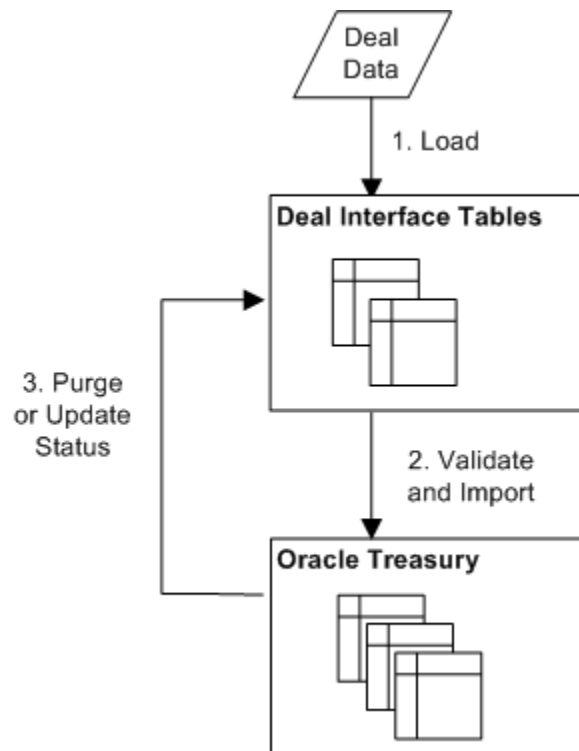 Deal
Data
1. Load
Deal Interface Tables
3. Purge
or Update
Status
2. Validate
and Import
Oracle Treasury